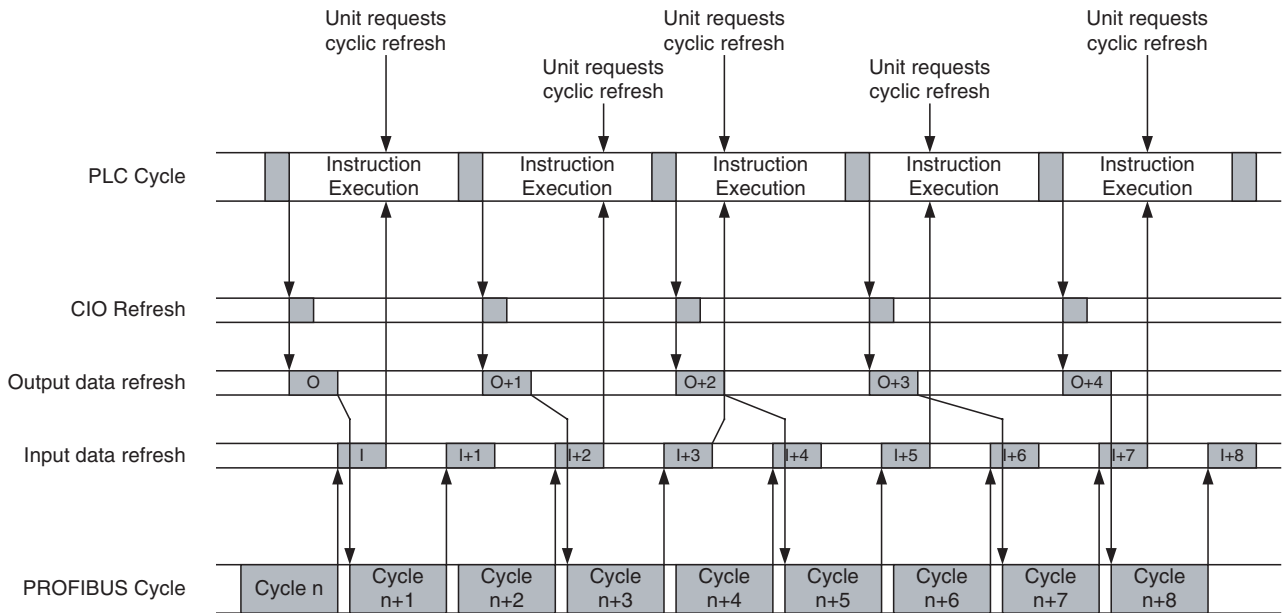 Unit requests
cyclic refresh
Unit requests
cyclic refresh
Unit requests
cyclic refresh
Unit requests
cyclic refresh
Unit requests
cyclic refresh
PLC Cycle
Instruction
Execution
Instruction
Execution
Instruction
Execution
Instruction
Execution
Instruction
Execution
CIO Refresh
Output data refresh
O
O+1
O+2
O+3
O+4
Input data refresh
I
I+1
I+2
I+3
I+4
I+5
I+6
I+7
I+8
PROFIBUS Cycle
Cycle n
Cycle
n+1
Cycle
n+2
Cycle
n+3
Cycle
n+4
Cycle
n+5
Cycle
n+6
Cycle
n+7
Cycle
n+8